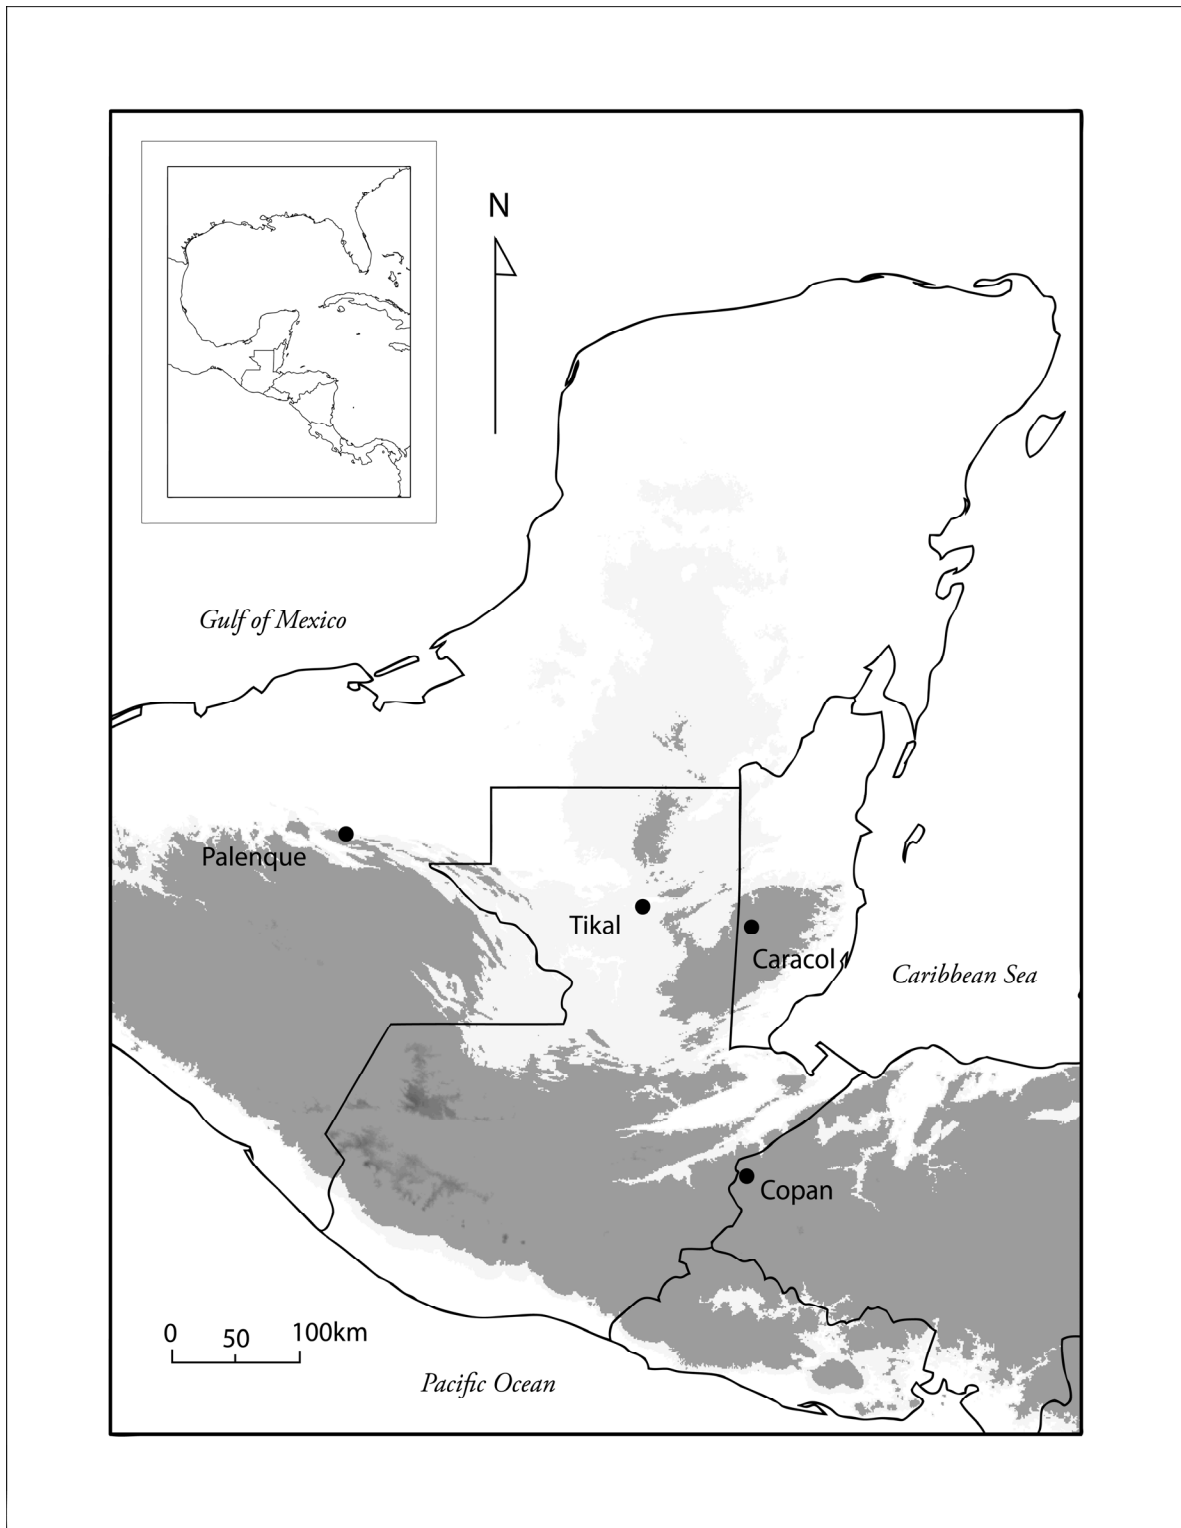 N
Gulf of Mexico
Palenque
Tikal
Caracol
Caribbean Sea
Copan
0 50 100km
Pacific Ocean